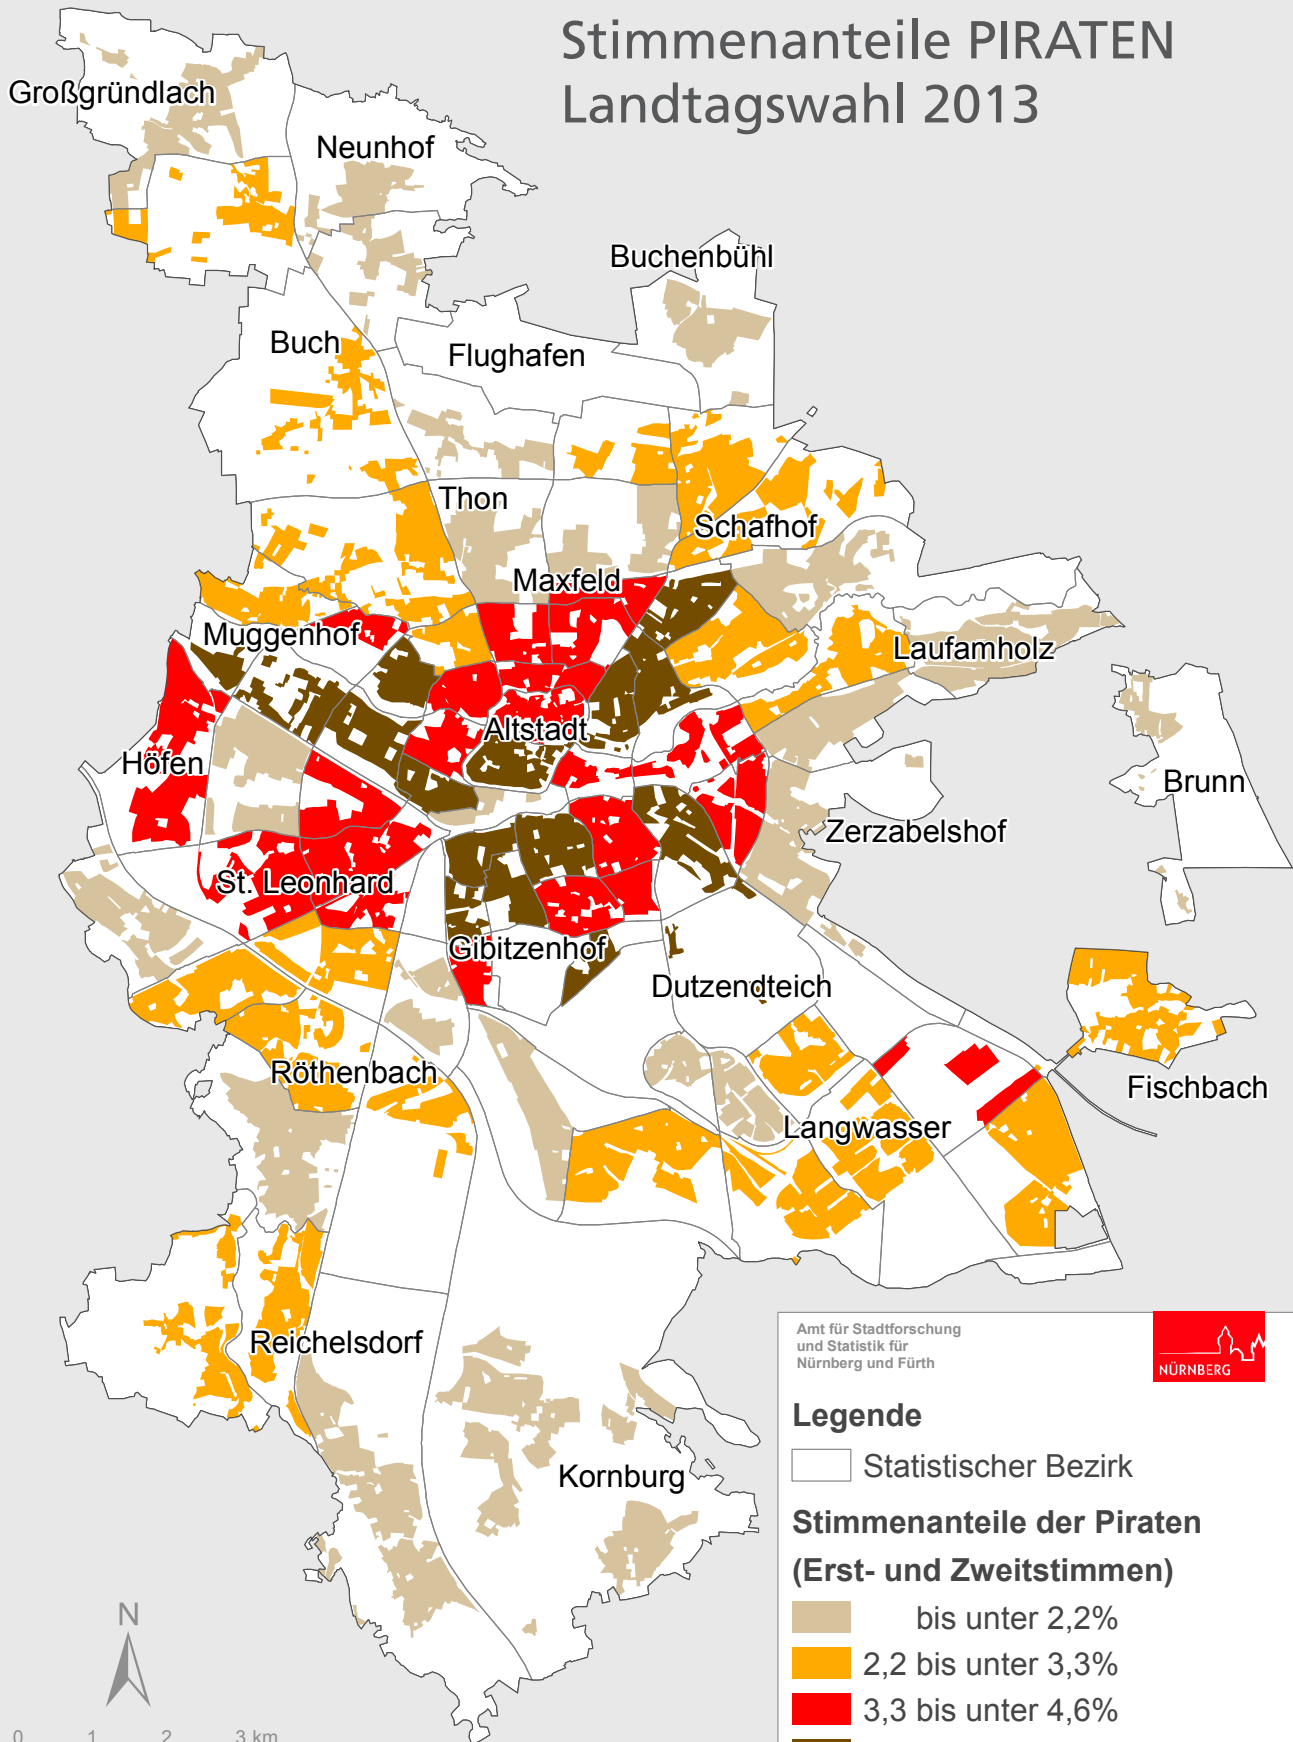 Stimmenanteile PIRATEN
Landtagswahl 2013
Großgründlach
Neunhof
Buchenbühl
Buch
Flughafen
Thon
Schafhof
Maxfeld
Muggenhof
Laufamholz
Altstadt
Höfen
Brunn
Zerzabelshof
St. Leonhard
Gibitzenhof
Dutzendteich
Röthenbach
Fischbach
Langwasser
Reichelsdorf
Kornburg
Amt für Stadtforschung
und Statistik für
Nürnberg und Fürth
NÜRNBERG
Legende
Statistischer Bezirk
Stimmenanteile der Piraten
(Erst- und Zweitstimmen)
bis unter 2,2%
2,2 bis unter 3,3%
3,3 bis unter 4,6%
N
0 1 2 3 km